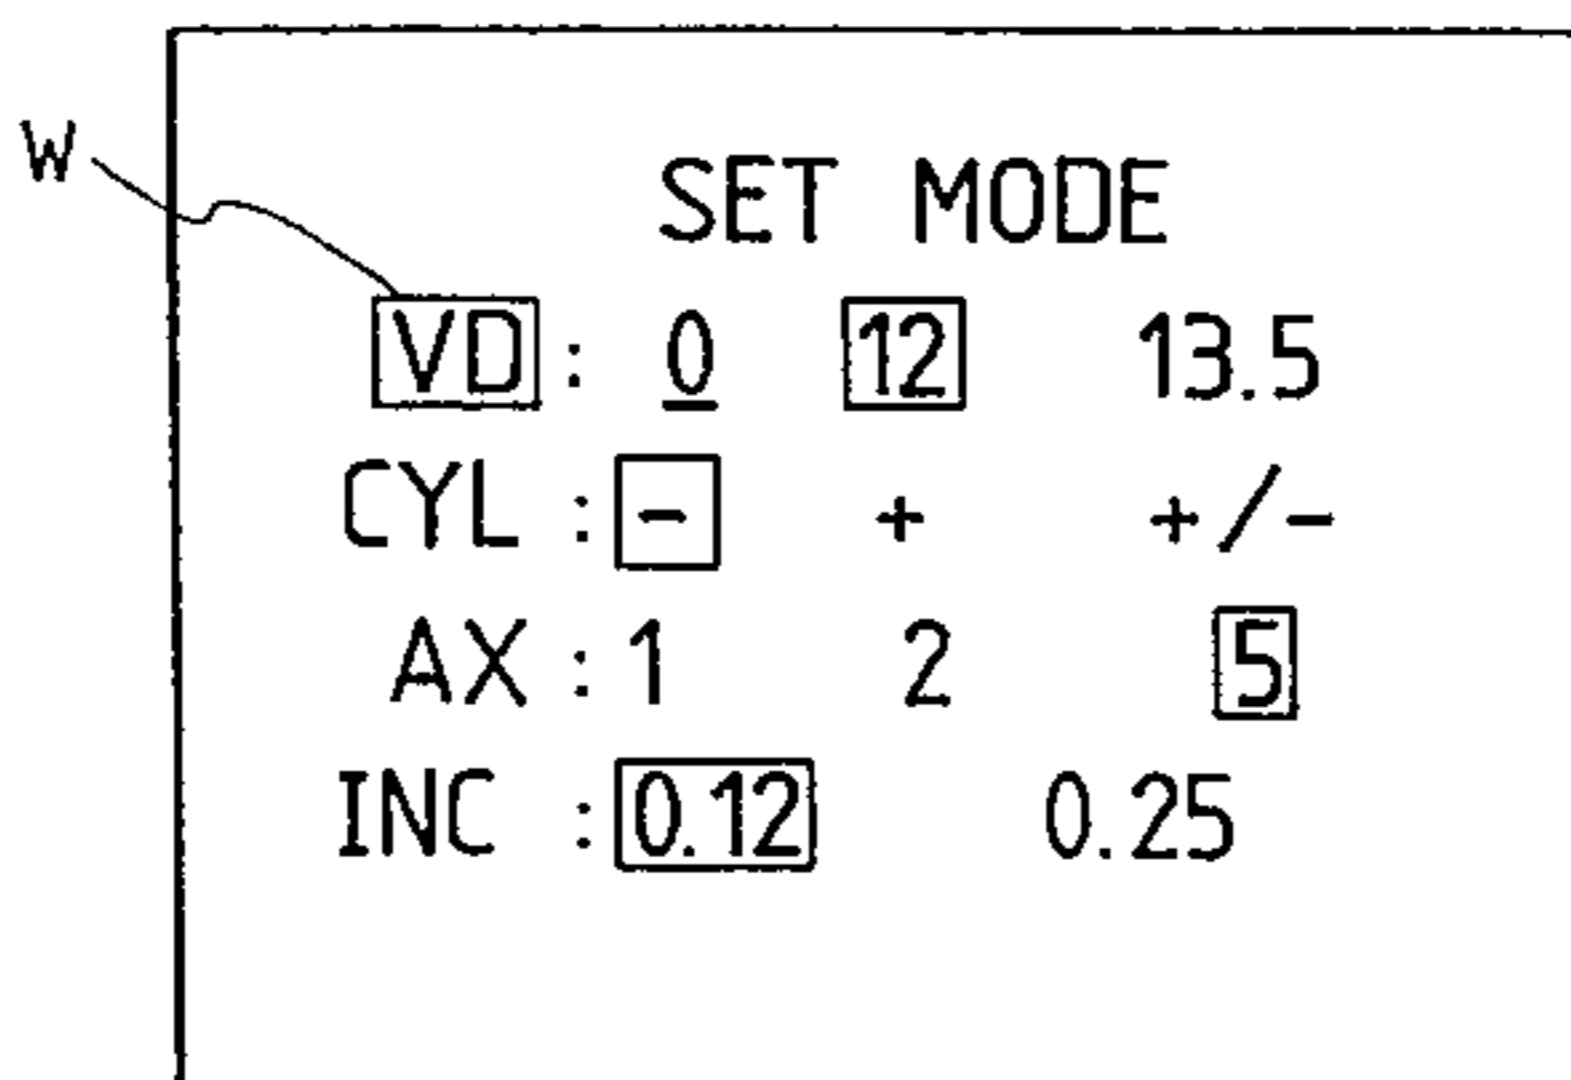 W
SET MODE
VD : 0 12 13.5
CYL : - + +/-
AX : 1 2 5
INC : 0.12 0.25